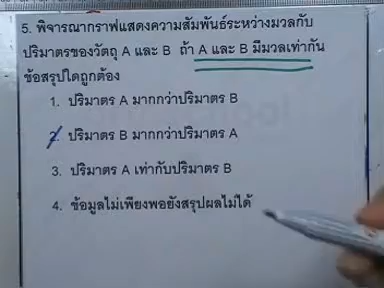 5. พิจารณากราฟแสดงความสัมพันธ์ระหว่างมวลกับ
ปริมาตรของวัตถุ A และ B ถ้า A และ B มีมวลเท่ากัน
ข้อสรุปใดถูกต้อง
1. ปริมาตร A มากกว่าปริมาตร B
2. ปริมาตร B มากกว่าปริมาตร A
3. ปริมาตร A เท่ากับปริมาตร B
4. ข้อมูลไม่เพียงพอยังสรุปผลไม่ได้